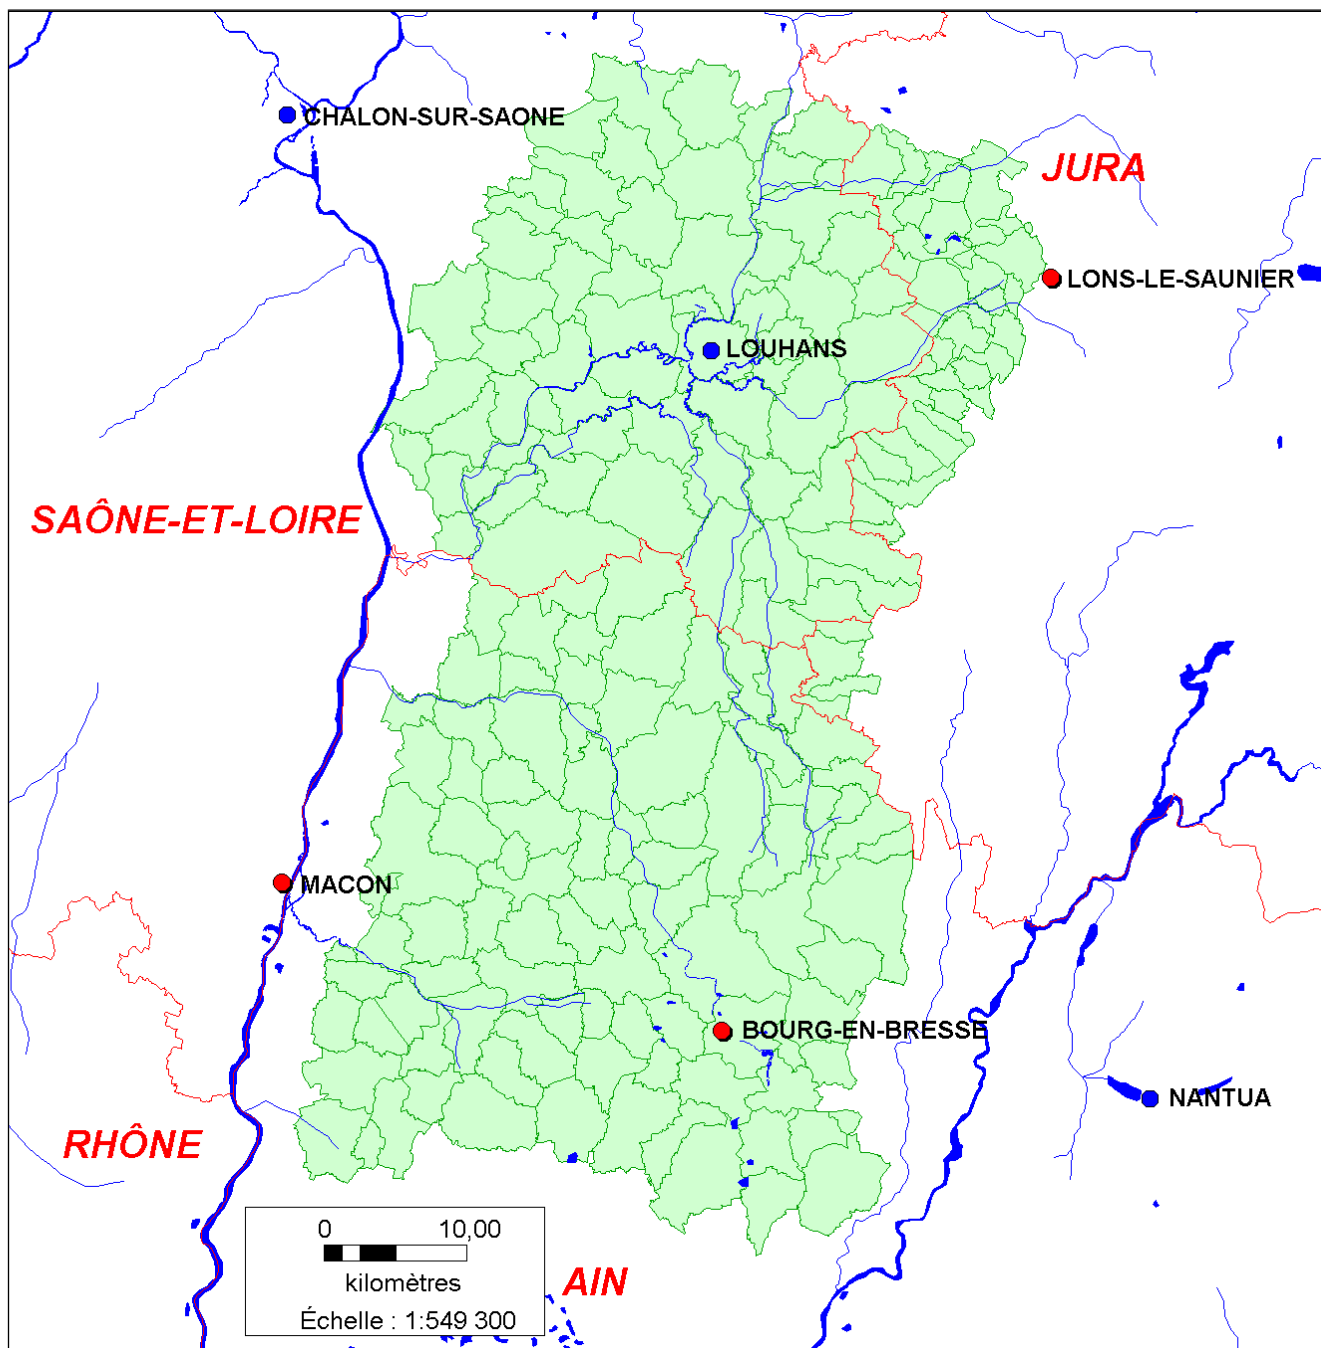 CHALON-SUR-SAONE
JURA
LONS-LE-SAUNIER
LOUHANS
SAÔNE-ET-LOIRE
MACON
BOURG-EN-BRESSE
NANTUA
RHÔNE
0 10,00
kilomètres
Échelle : 1:549 300
AIN